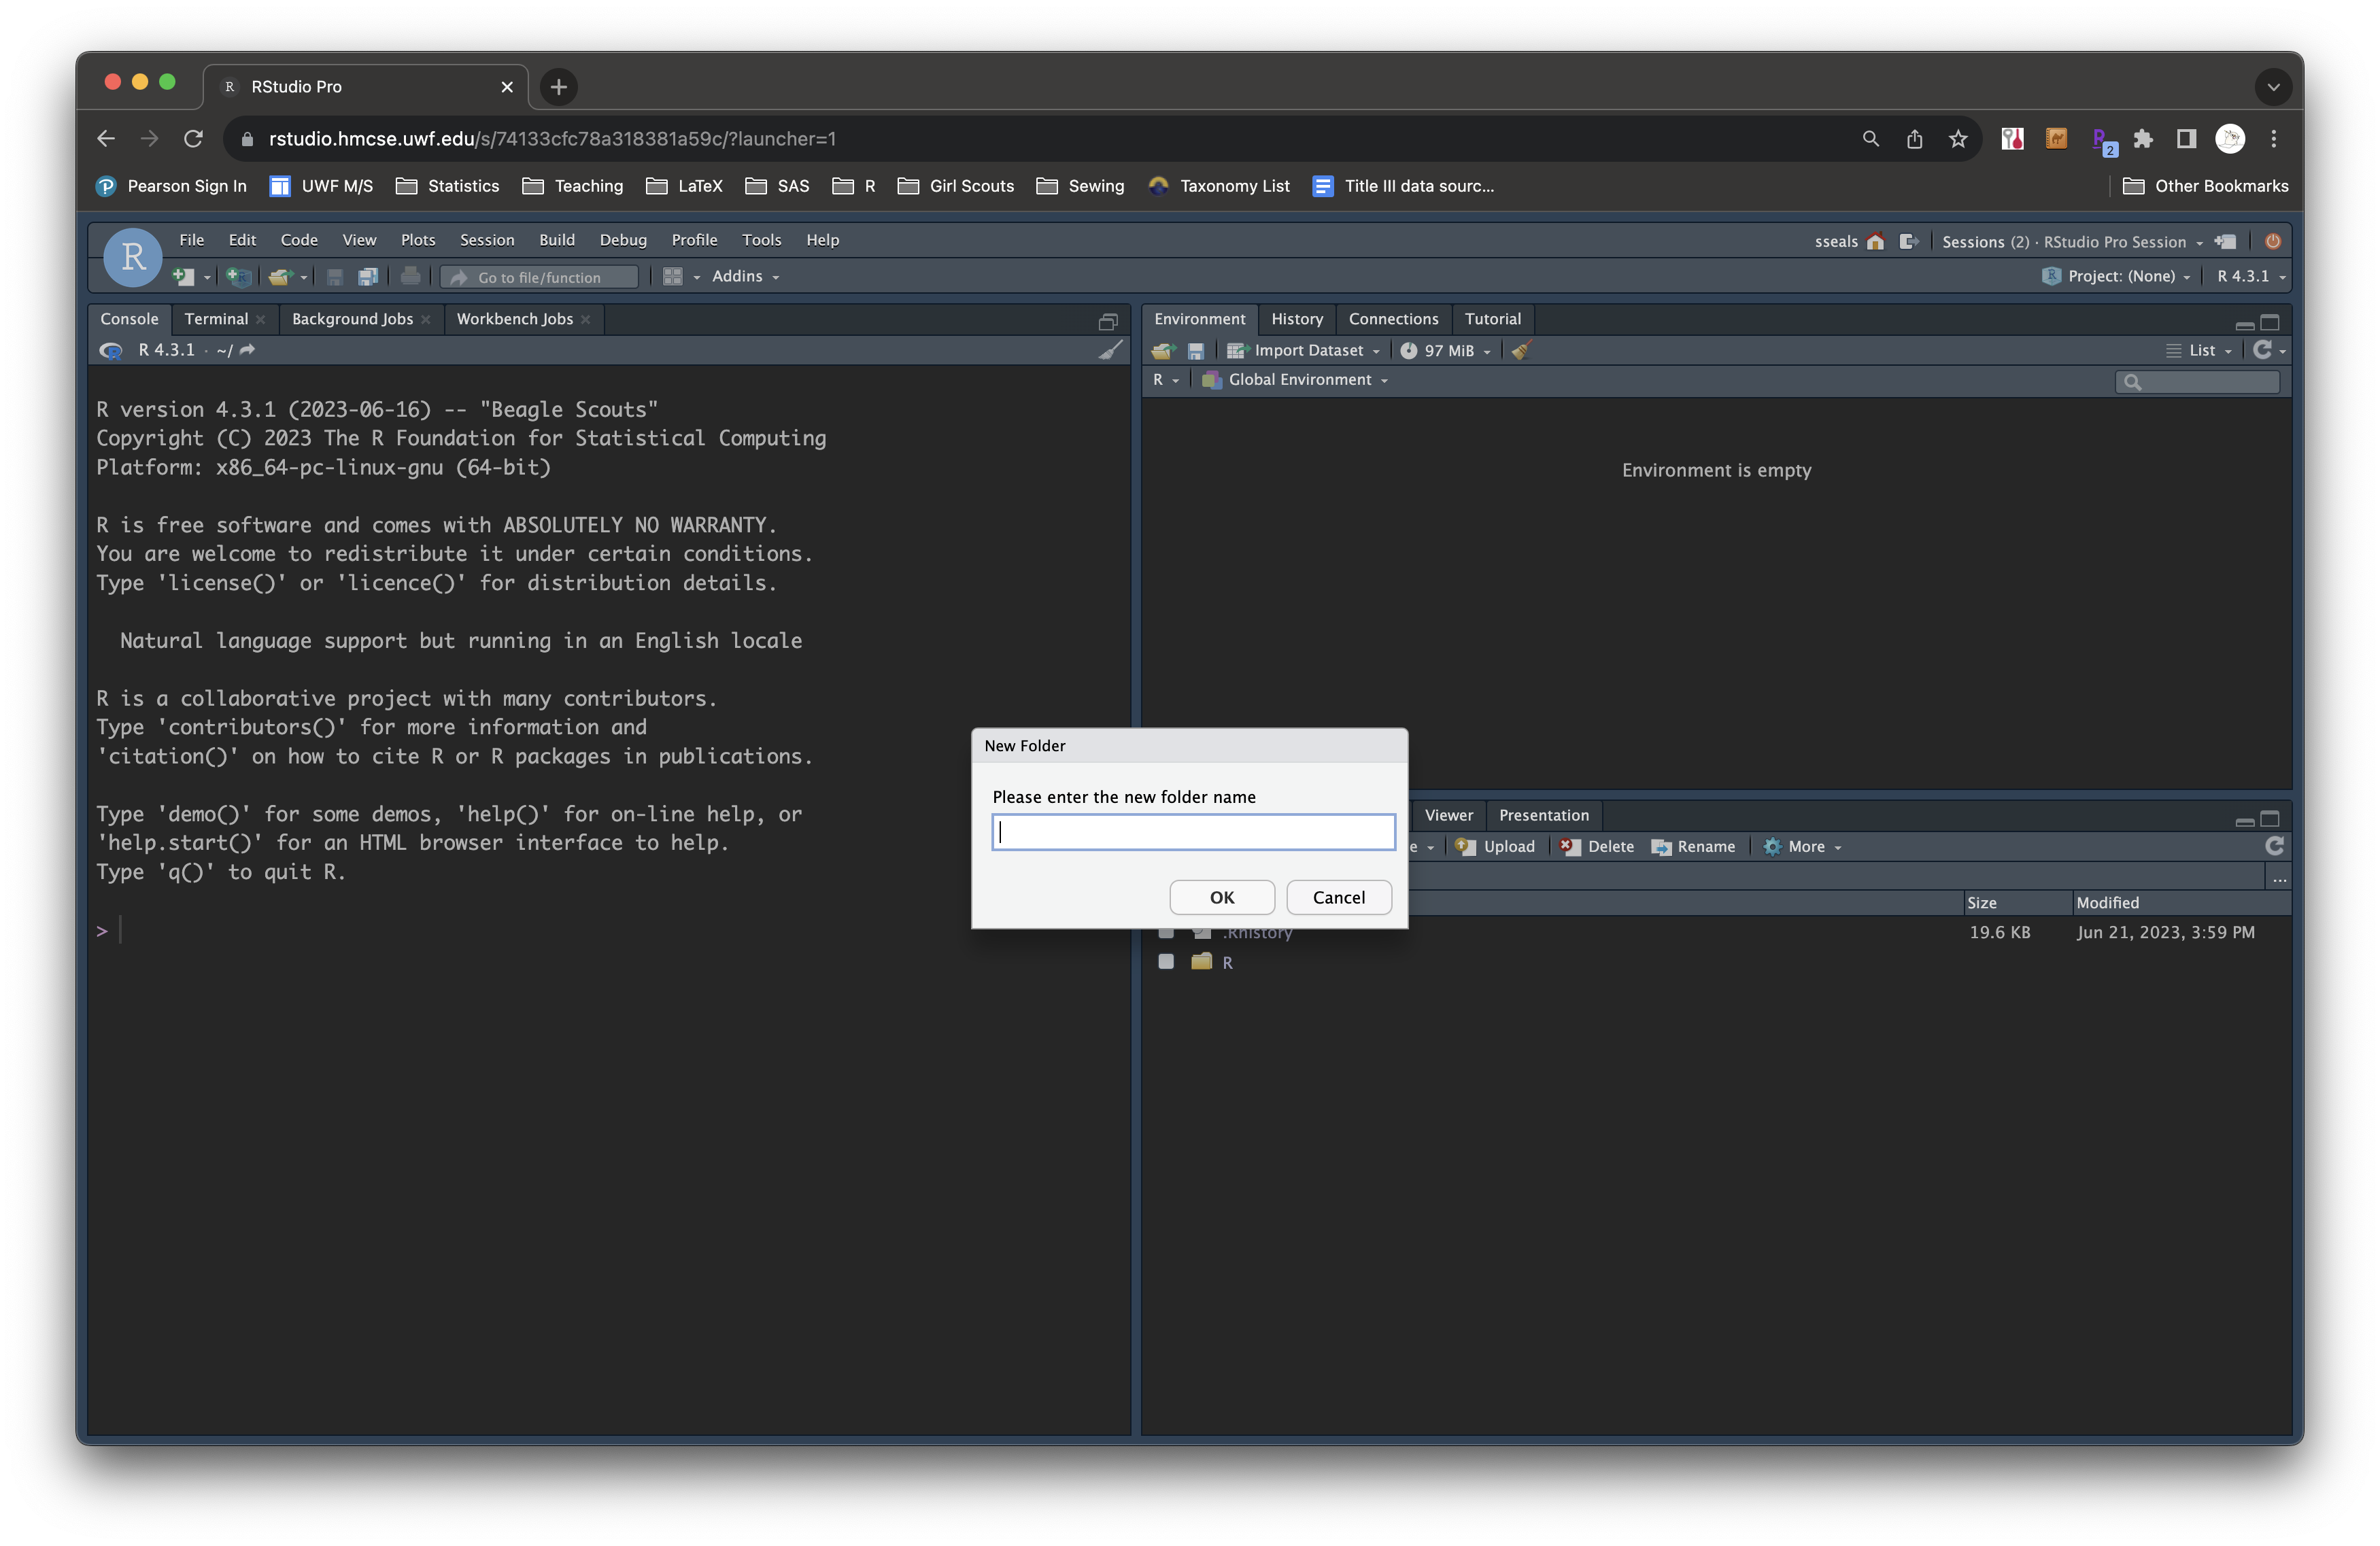 RStudio Pro
rstudio.hmcse.uwf.edu/s/74133cfc78a318381a59c/?launcher=1
2
Pearson Sign In UWF M/S Statistics Teaching LaTeX SAS R Girl Scouts Sewing Taxonomy List Title III data sourc... Other Bookmarks
R File Edit Code View Plots Session Build Debug Profile Tools Help sseals Sessions (2) · RStudio Pro Session
Go to file/function Addins Project: (None) R 4.3.1
Console Terminal Background Jobs Workbench Jobs
R 4.3.1 · ~/
R version 4.3.1 (2023-06-16) -- "Beagle Scouts"
Copyright (C) 2023 The R Foundation for Statistical Computing
Platform: x86_64-pc-linux-gnu (64-bit)
R is free software and comes with ABSOLUTELY NO WARRANTY.
You are welcome to redistribute it under certain conditions.
Type 'license()' or 'licence()' for distribution details.
Natural language support but running in an English locale
R is a collaborative project with many contributors.
Type 'contributors()' for more information and
'citation()' on how to cite R or R packages in publications.
Type 'demo()' for some demos, 'help()' for on-line help, or
'help.start()' for an HTML browser interface to help.
Type 'q()' to quit R.
>
Environment History Connections Tutorial
Import Dataset 97 MiB List
R Global Environment
Environment is empty
New Folder
Please enter the new folder name
OK Cancel
Viewer Presentation
e Upload Delete Rename More
...
Size Modified
.Rhistory 19.6 KB Jun 21, 2023, 3:59 PM
R